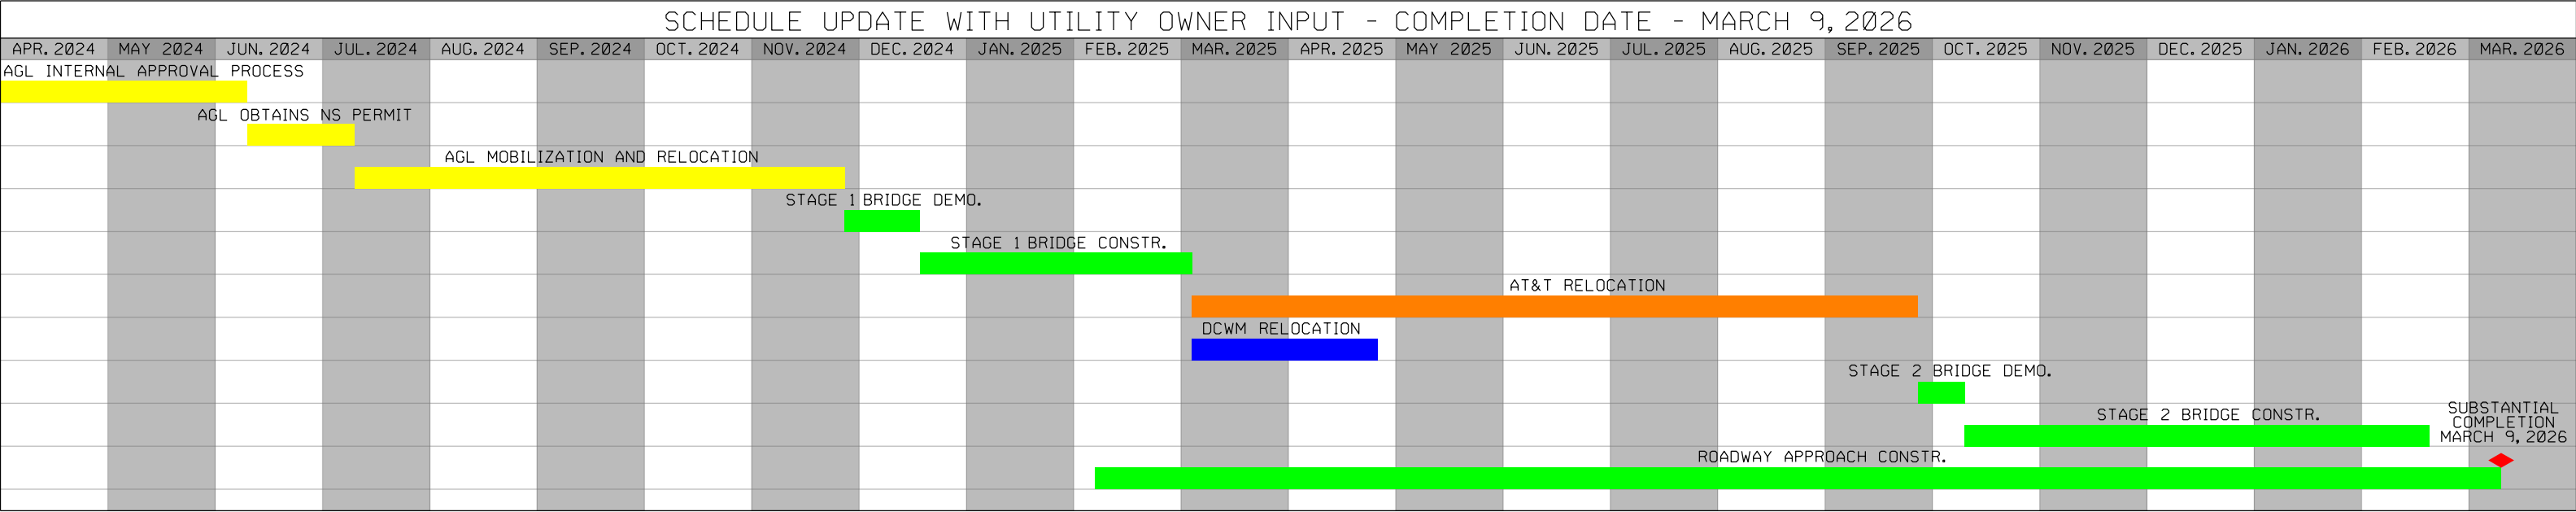 SCHEDULE UPDATE WITH UTILITY OWNER INPUT - COMPLETION DATE - MARCH 9, 2026
APR. 2024 MAY 2024 JUN. 2024 JUL. 2024 AUG. 2024 SEP. 2024 OCT. 2024 NOV. 2024 DEC. 2024 JAN. 2025 FEB. 2025 MAR. 2025 APR. 2025 MAY 2025 JUN. 2025 JUL. 2025 AUG. 2025 SEP. 2025 OCT. 2025 NOV. 2025 DEC. 2025 JAN. 2026 FEB. 2026 MAR. 2026
AGL INTERNAL APPROVAL PROCESS
AGL OBTAINS NS PERMIT
AGL MOBILIZATION AND RELOCATION
STAGE 1 BRIDGE DEMO.
STAGE 1 BRIDGE CONSTR.
AT&T RELOCATION
DCWM RELOCATION
STAGE 2 BRIDGE DEMO.
STAGE 2 BRIDGE CONSTR.
SUBSTANTIAL
COMPLETION
MARCH 9, 2026
ROADWAY APPROACH CONSTR.